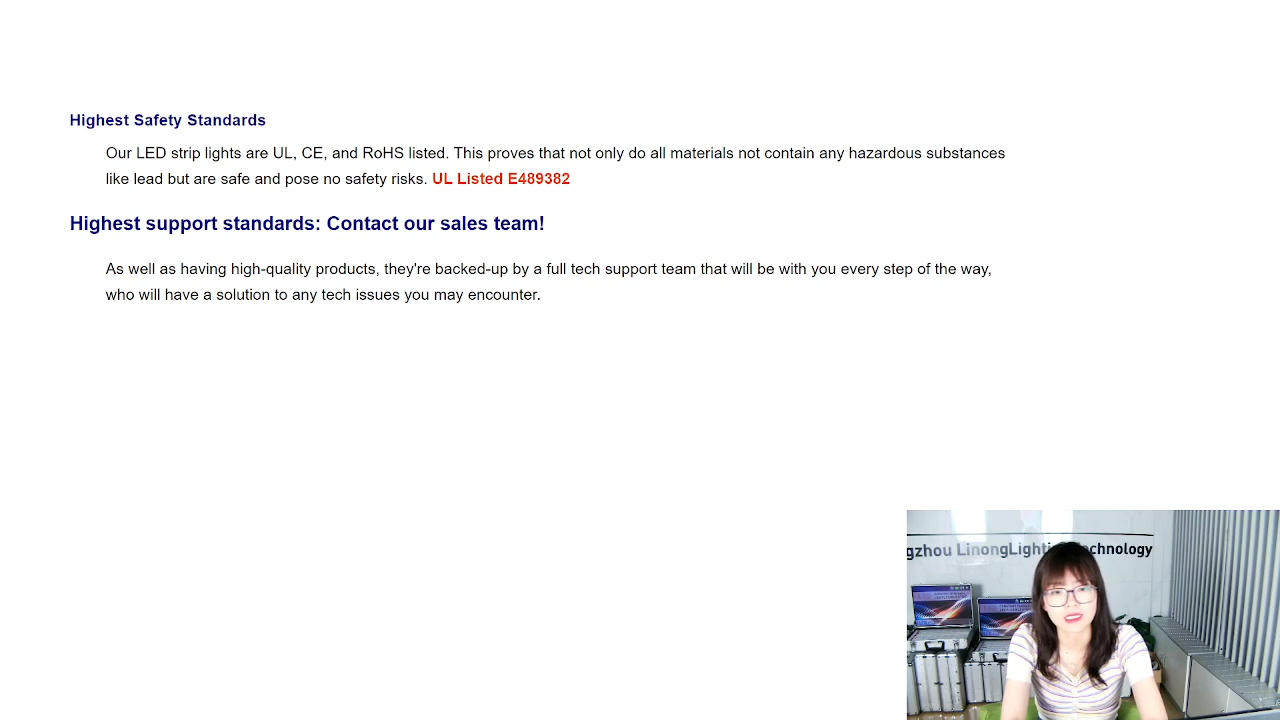 Highest Safety Standards
Our LED strip lights are UL, CE, and RoHS listed. This proves that not only do all materials not contain any hazardous substances
like lead but are safe and pose no safety risks. UL Listed E489382
Highest support standards: Contact our sales team!
As well as having high-quality products, they're backed-up by a full tech support team that will be with you every step of the way,
who will have a solution to any tech issues you may encounter.
gzhou LinongLighti chnology